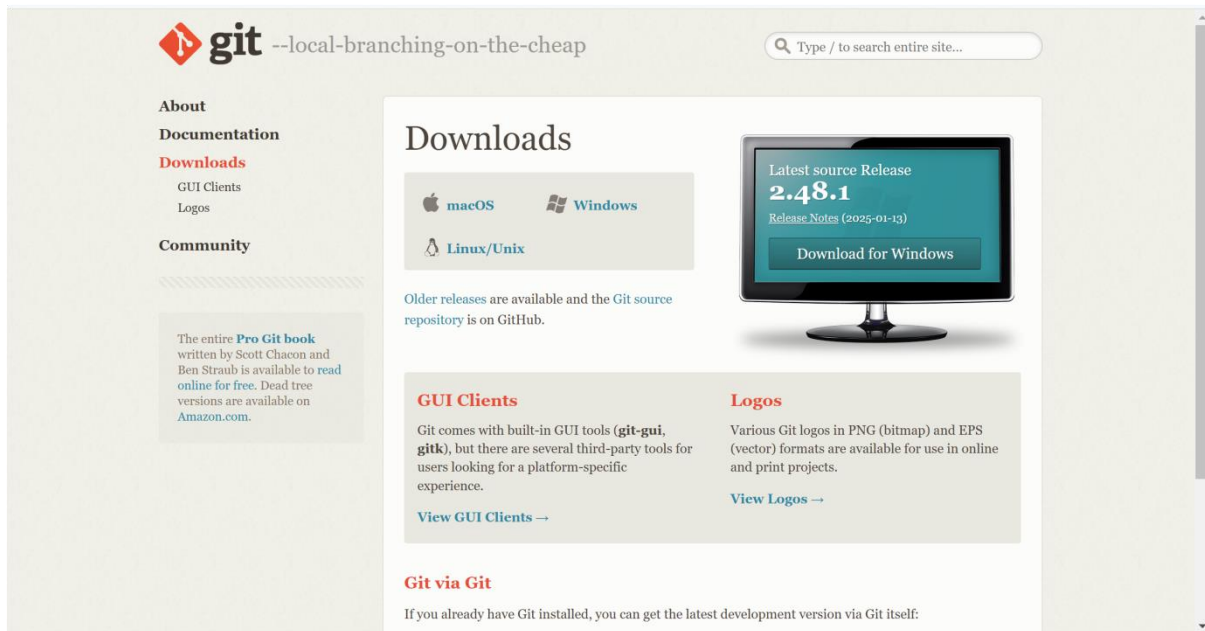 git --local-branching-on-the-cheap
Type / to search entire site...
About
Documentation
Downloads
GUI Clients
Logos
Community
The entire Pro Git book
written by Scott Chacon and
Ben Straub is available to read
online for free. Dead tree
versions are available on
Amazon.com.
Downloads
macOS
Windows
Linux/Unix
Older releases are available and the Git source
repository is on GitHub.
Latest source Release
2.48.1
Release Notes (2025-01-13)
Download for Windows
GUI Clients
Git comes with built-in GUI tools (git-gui,
gitk), but there are several third-party tools for
users looking for a platform-specific
experience.
View GUI Clients →
Logos
Various Git logos in PNG (bitmap) and EPS
(vector) formats are available for use in online
and print projects.
View Logos →
Git via Git
If you already have Git installed, you can get the latest development version via Git itself: